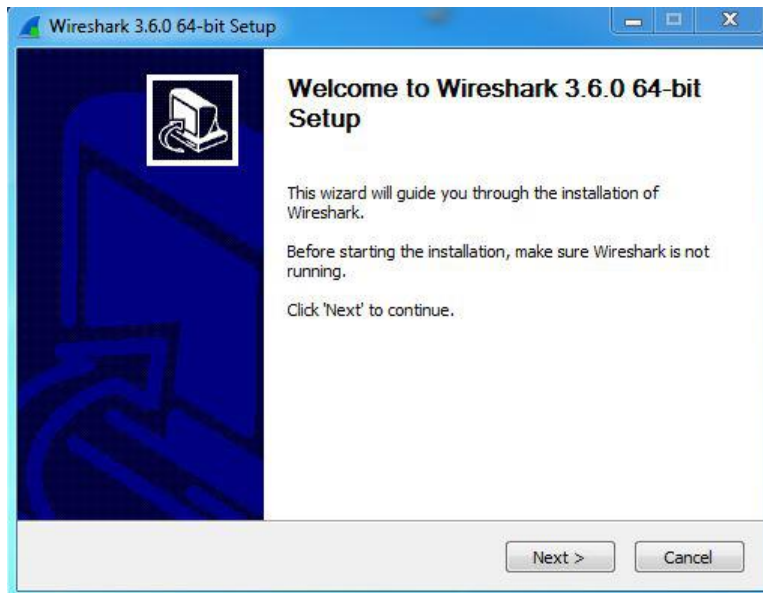 Wireshark 3.6.0 64-bit Setup
Welcome to Wireshark 3.6.0 64-bit
Setup
This wizard will guide you through the installation of
Wireshark.
Before starting the installation, make sure Wireshark is not
running.
Click 'Next' to continue.
Next >
Cancel